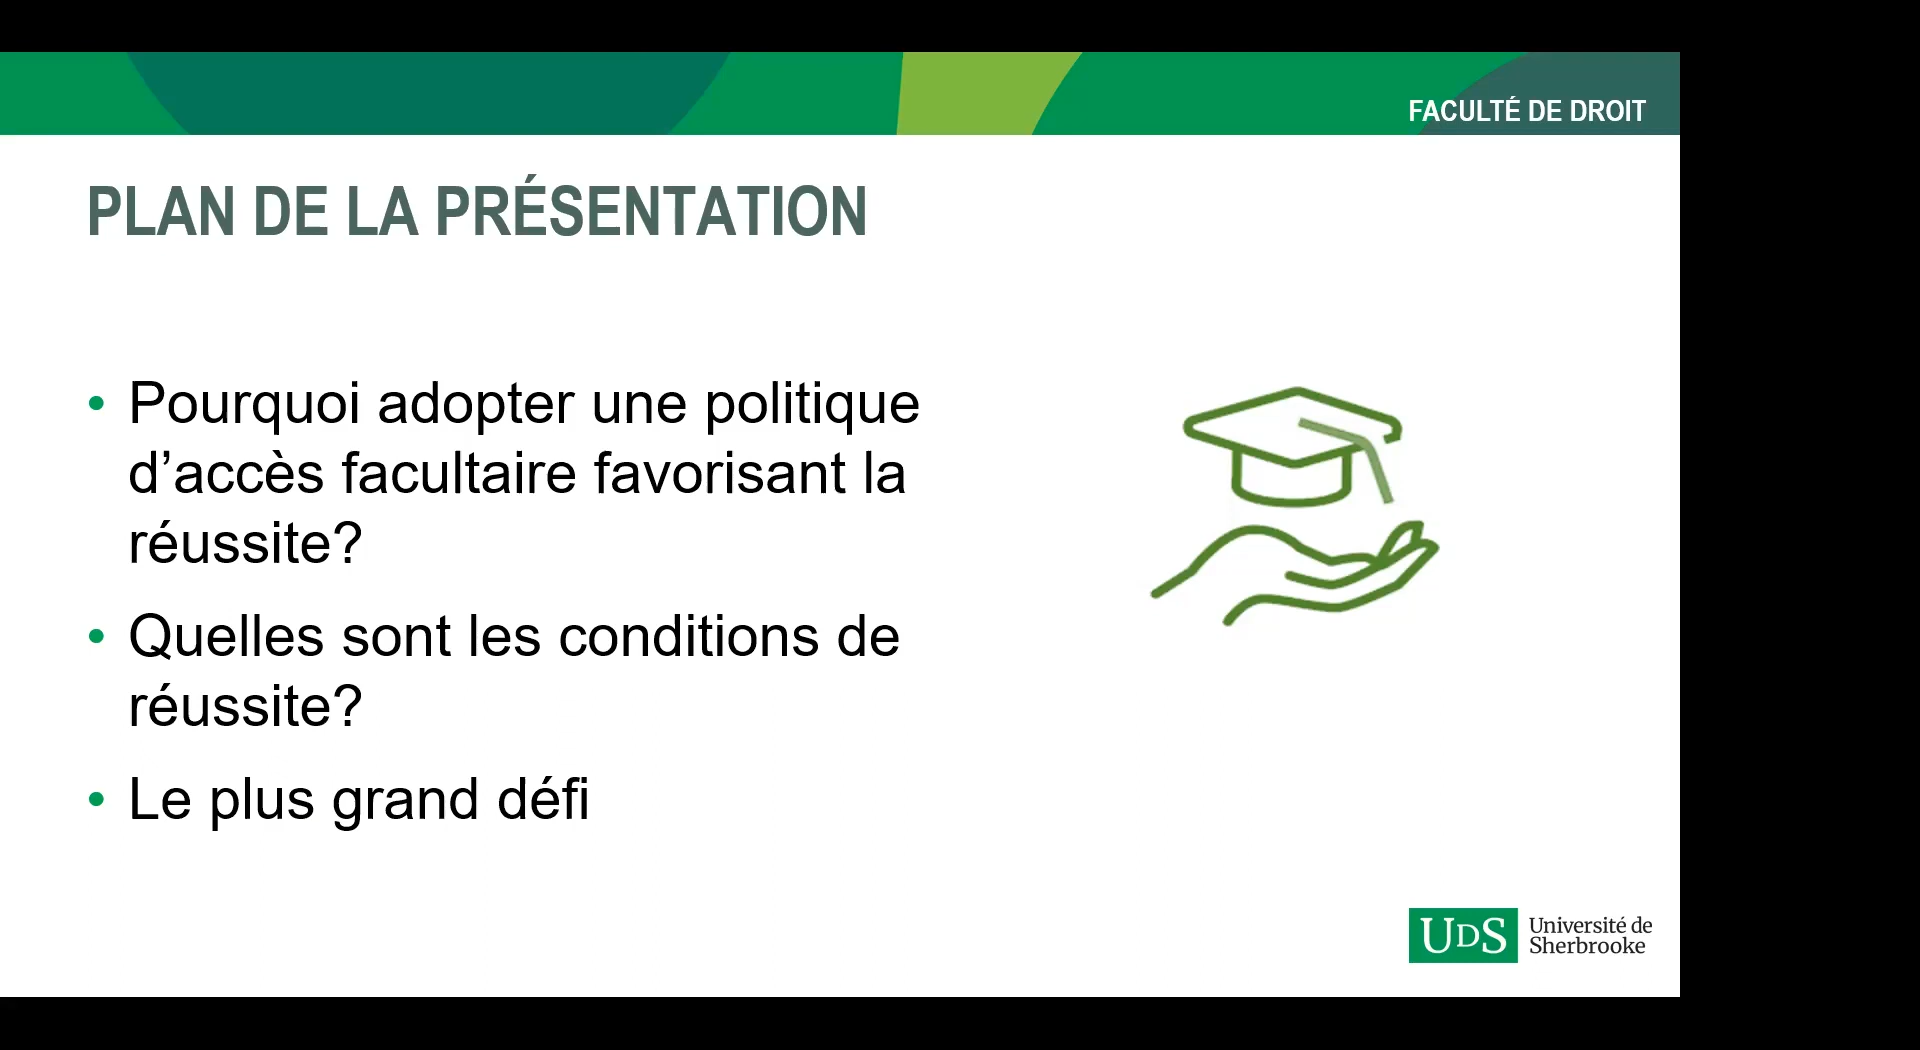 FACULTÉ DE DROIT
PLAN DE LA PRÉSENTATION
• Pourquoi adopter une politique
d’accès facultaire favorisant la
réussite?
• Quelles sont les conditions de
réussite?
• Le plus grand défi
UDS
Université de
Sherbrooke